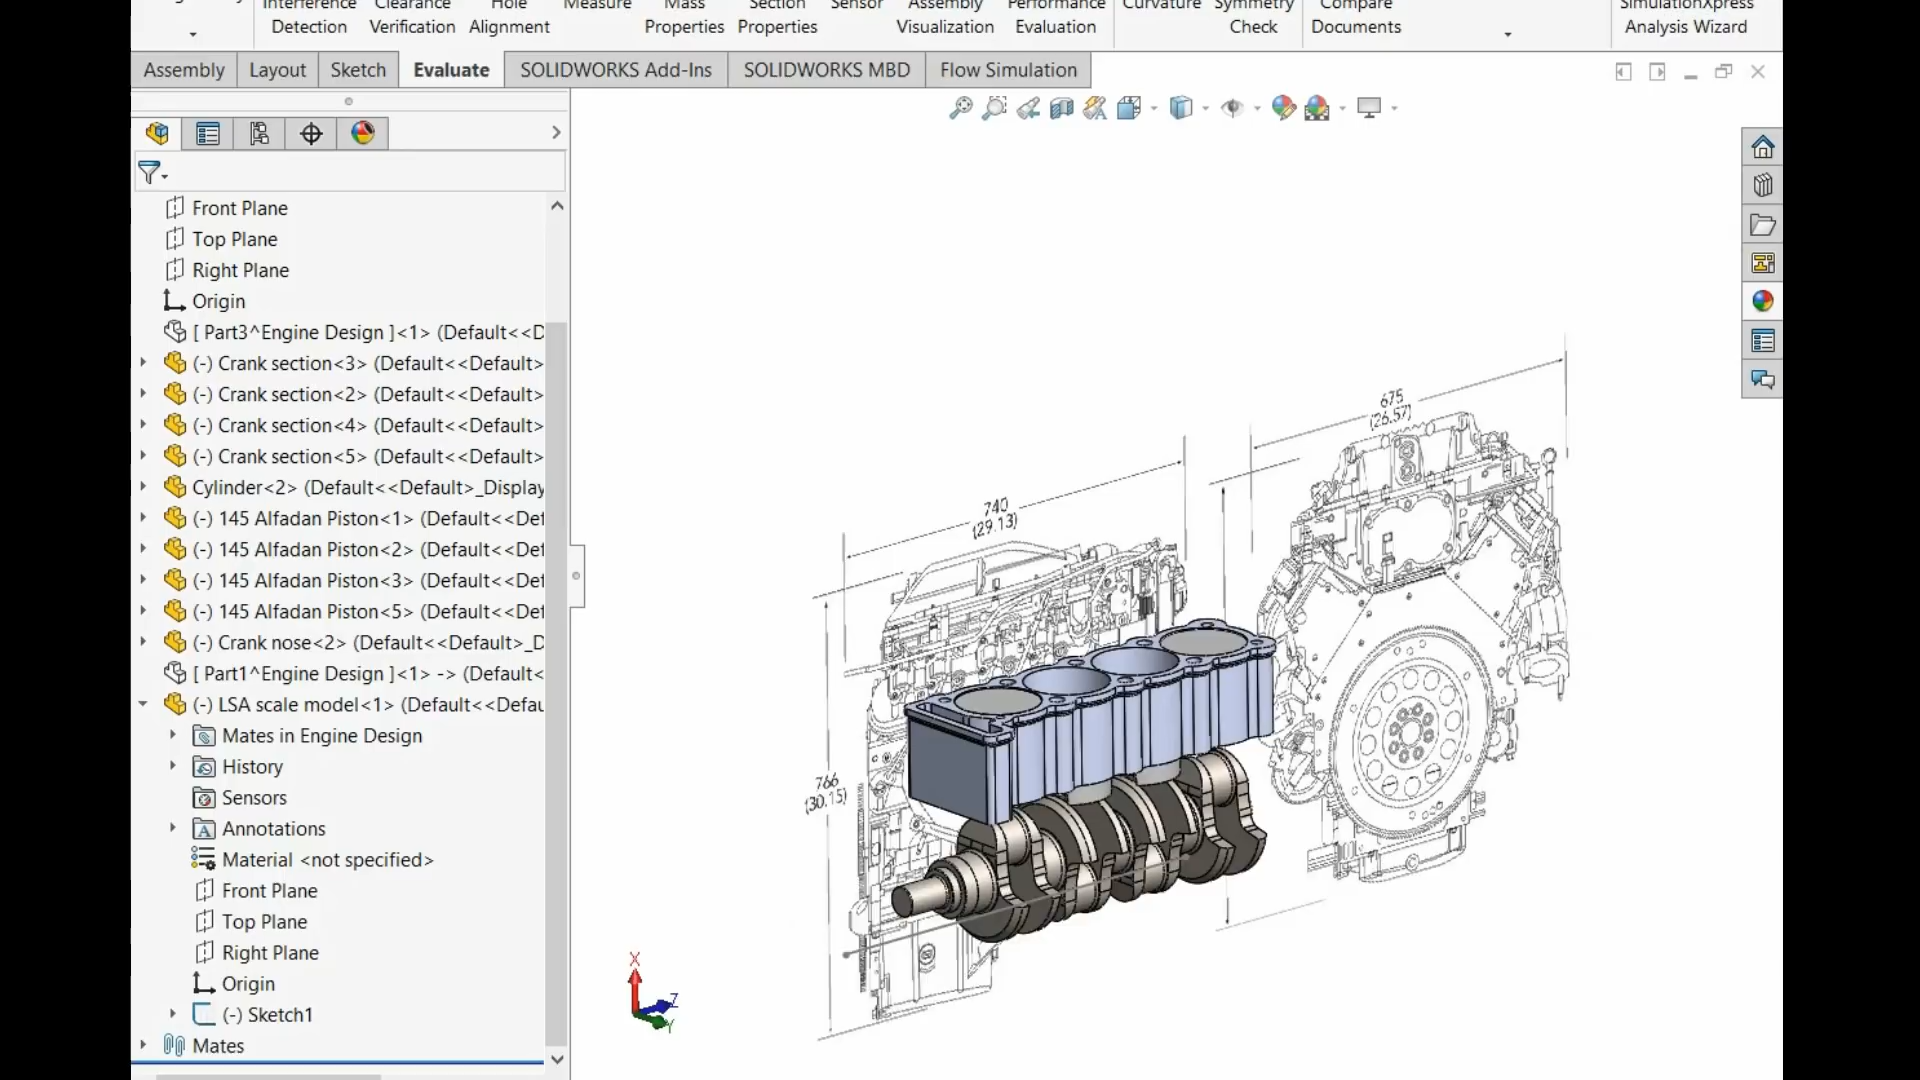 Interference Detection
Clearance Verification
Hole Alignment
Measure
Mass Properties
Section Properties
Sensor
Assembly Visualization
Performance Evaluation
Curvature
Symmetry Check
Compare Documents
SimulationXpress Analysis Wizard
Assembly
Layout
Sketch
Evaluate
SOLIDWORKS Add-Ins
SOLIDWORKS MBD
Flow Simulation
Front Plane
Top Plane
Right Plane
Origin
[ Part3^Engine Design ]<1> (Default<<D
(-) Crank section<3> (Default<<Default>
(-) Crank section<2> (Default<<Default>
(-) Crank section<4> (Default<<Default>
(-) Crank section<5> (Default<<Default>
Cylinder<2> (Default<<Default>_Display
(-) 145 Alfadan Piston<1> (Default<<Def
(-) 145 Alfadan Piston<2> (Default<<Def
(-) 145 Alfadan Piston<3> (Default<<Def
(-) 145 Alfadan Piston<5> (Default<<Def
(-) Crank nose<2> (Default<<Default>_D
[ Part1^Engine Design ]<1> -> (Default<
(-) LSA scale model<1> (Default<<Defau
Mates in Engine Design
History
Sensors
Annotations
Material <not specified>
Front Plane
Top Plane
Right Plane
Origin
(-) Sketch1
Mates
675
(26.57)
740
(29.13)
766
(30.15)
X
Z
Y